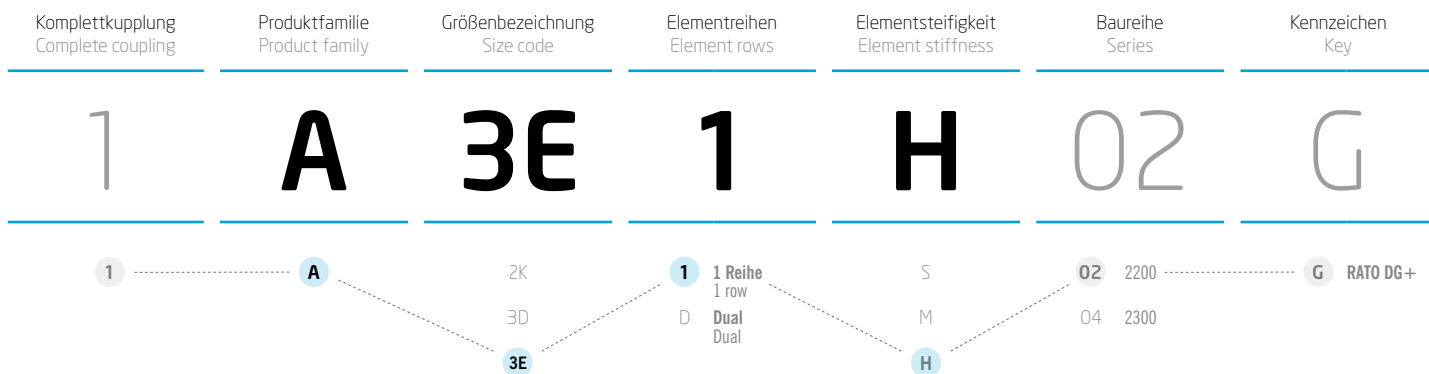 Komplettkupplung Produktfamilie Größenbezeichnung Elementreihen Elementsteifigkeit Baureihe Kennzeichen
Complete coupling Product family Size code Element rows Element stiffness Series Key
1 A 3E 1 H 02 G
1 A 2K 1 1 Reihe S 02 2200 G RATO DG+
1 row
3D D Dual M 04 2300
Dual
3E H